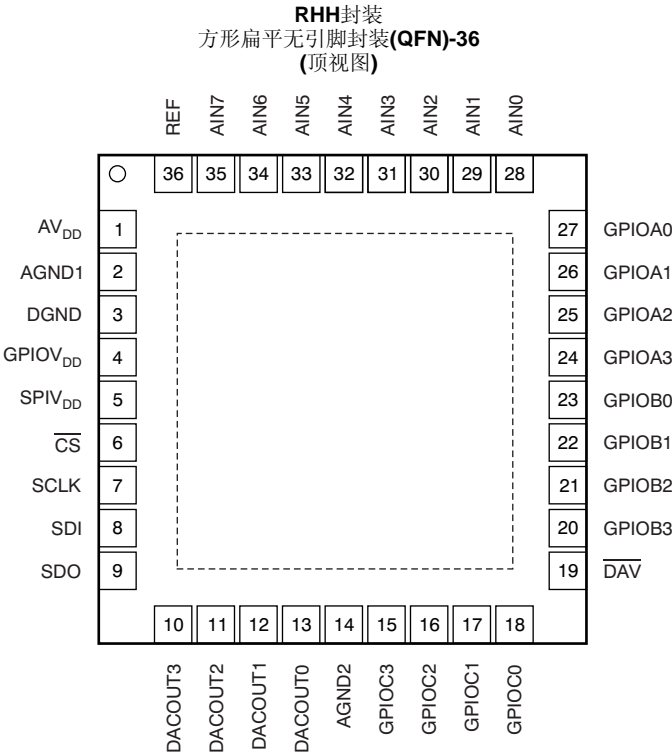 RHH封装
方形扁平无引脚封装(QFN)-36
(顶视图)
REF
AIN7
AIN6
AIN5
AIN4
AIN3
AIN2
AIN1
AIN0
36 35 34 33 32 31 30 29 28
AVDD 1
AGND1 2
DGND 3
GPIOVDD 4
SPIVDD 5
CS 6
SCLK 7
SDI 8
SDO 9
27 GPIOA0
26 GPIOA1
25 GPIOA2
24 GPIOA3
23 GPIOB0
22 GPIOB1
21 GPIOB2
20 GPIOB3
19 DAV
10 11 12 13 14 15 16 17 18
DACOUT3
DACOUT2
DACOUT1
DACOUT0
AGND2
GPIOC3
GPIOC2
GPIOC1
GPIOC0